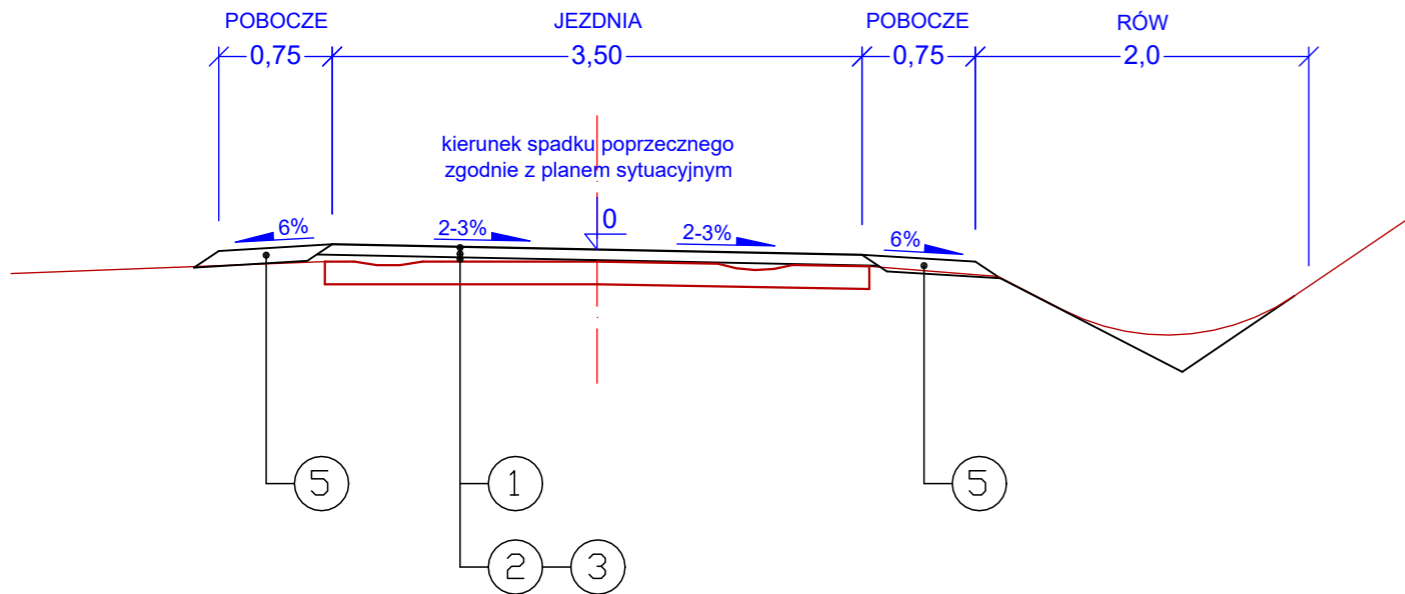 POBOCZE JEZDNIA POBOCZE RÓW
0,75 3,50 0,75 2,0
kierunek spadku poprzecznego
zgodnie z planem sytuacyjnym
0
6% 2-3% 2-3% 6%
5 1 5
2 3